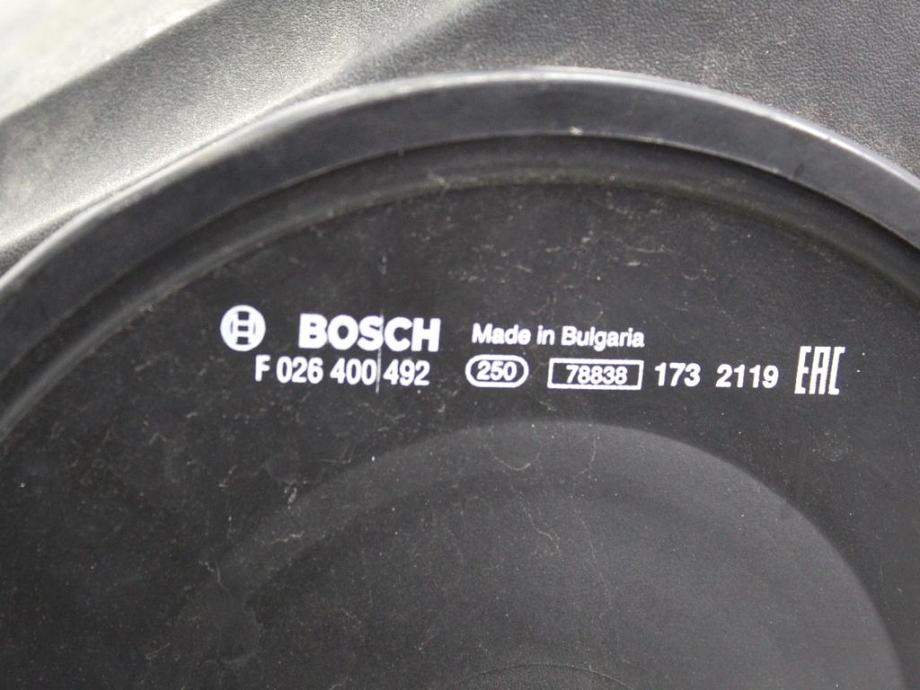 BOSCH Made in Bulgaria
F 026 400 492 250 78838 173 2119 EAC